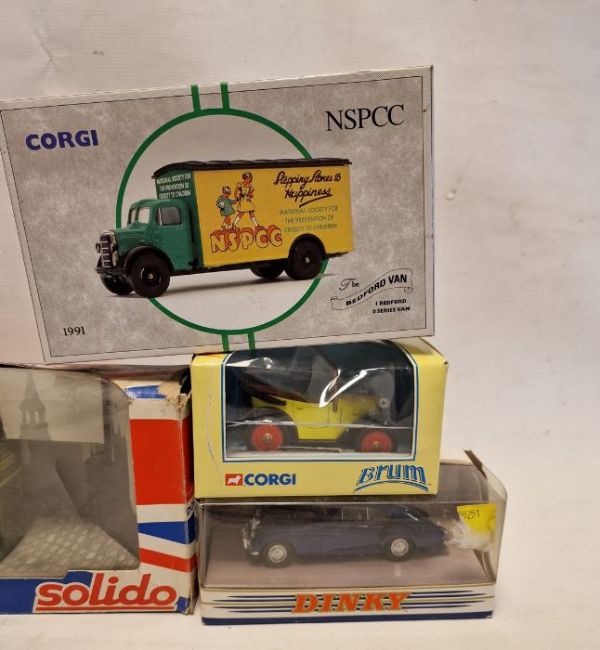 CORGI
NSPCC
NATIONAL SOCIETY FOR
THE PREVENTION OF
CRUELTY TO CHILDREN
Stepping Stones to
Happiness
NATIONAL SOCIETY FOR
THE PREVENTION OF
CRUELTY TO CHILDREN
NSPCC
The
BEDFORD VAN
1 BEDFORD
O SERIES VAN
1991
CORGI
Brum
solido
DINKY